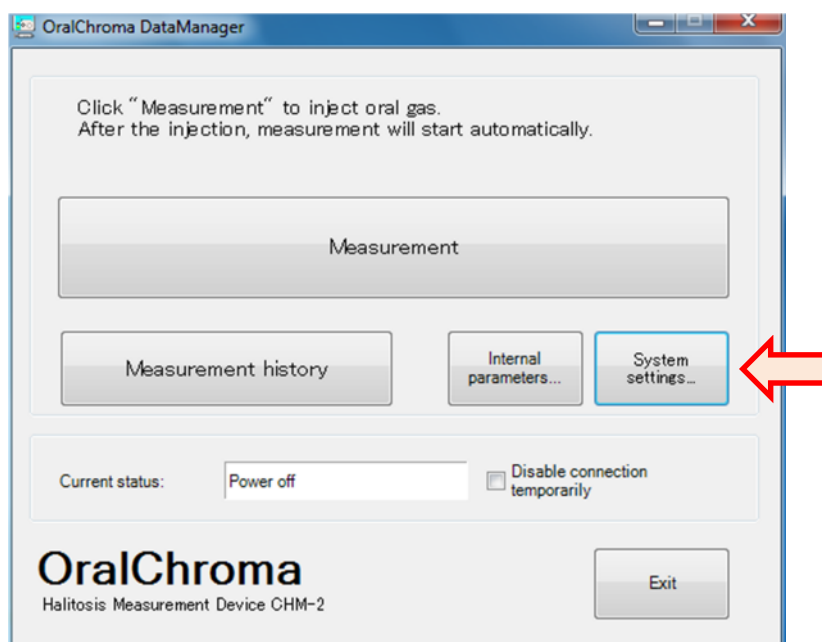 OralChroma DataManager
Click "Measurement" to inject oral gas.
After the injection, measurement will start automatically.
Measurement
Measurement history
Internal
parameters...
System
settings...
Current status:
Power off
Disable connection
temporarily
OralChroma
Halitosis Measurement Device CHM-2
Exit